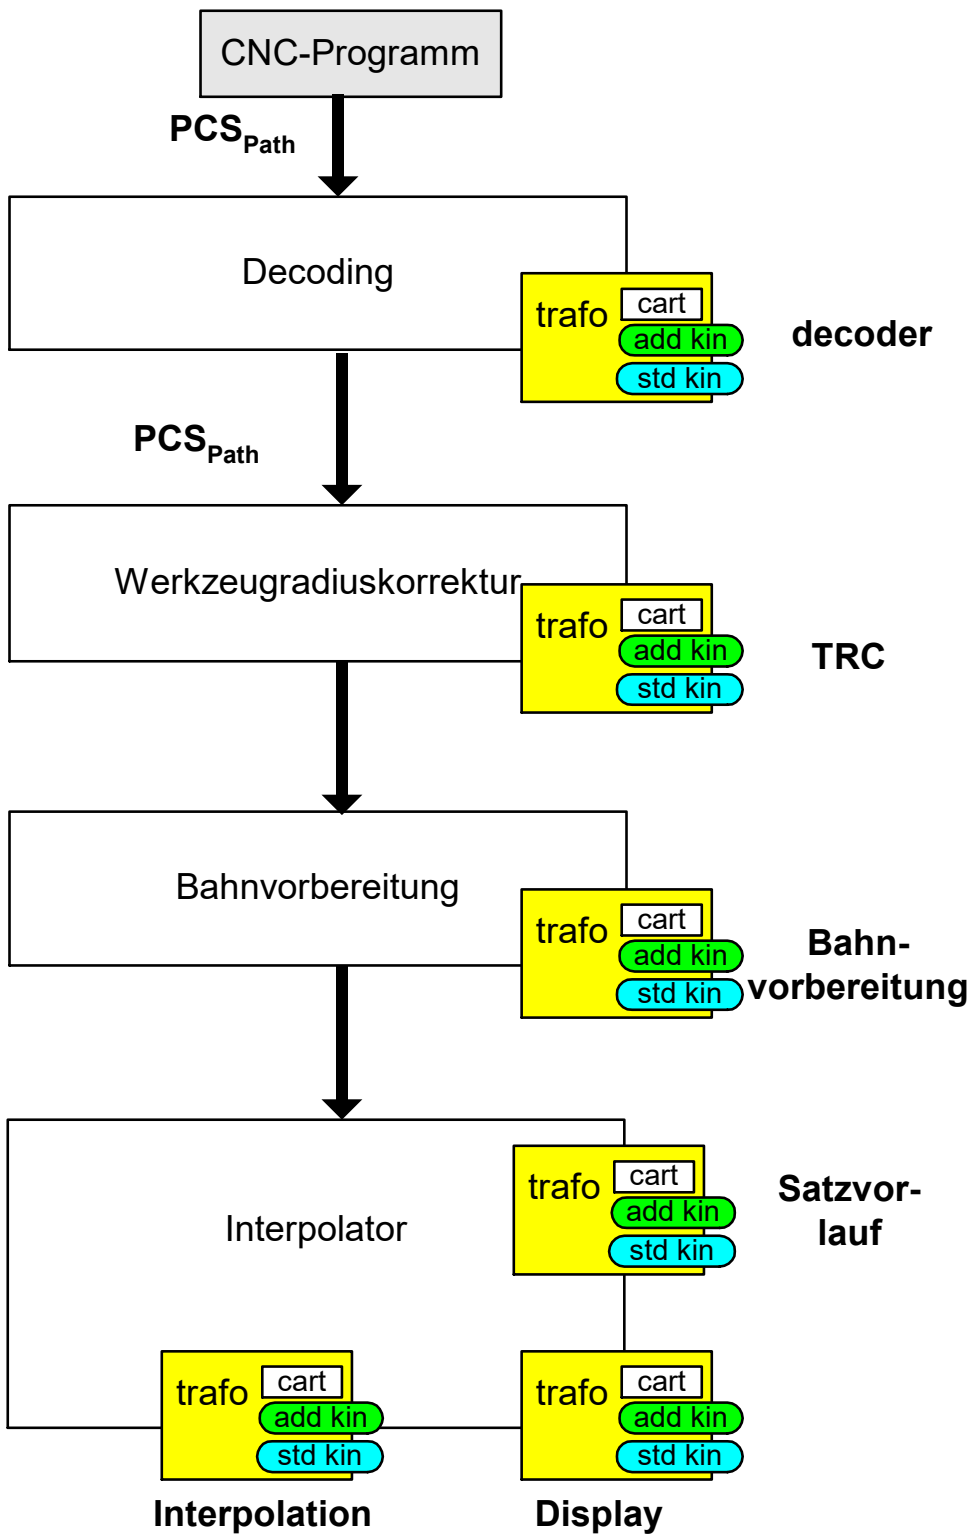 CNC-Programm
PCS_Path
Decoding
trafo
cart
add kin
std kin
decoder
PCS_Path
Werkzeugradiuskorrektur
trafo
cart
add kin
std kin
TRC
Bahnvorbereitung
trafo
cart
add kin
std kin
Bahn-
vorbereitung
Interpolator
trafo
cart
add kin
std kin
Satzvor-
lauf
trafo
cart
add kin
std kin
Interpolation
trafo
cart
add kin
std kin
Display